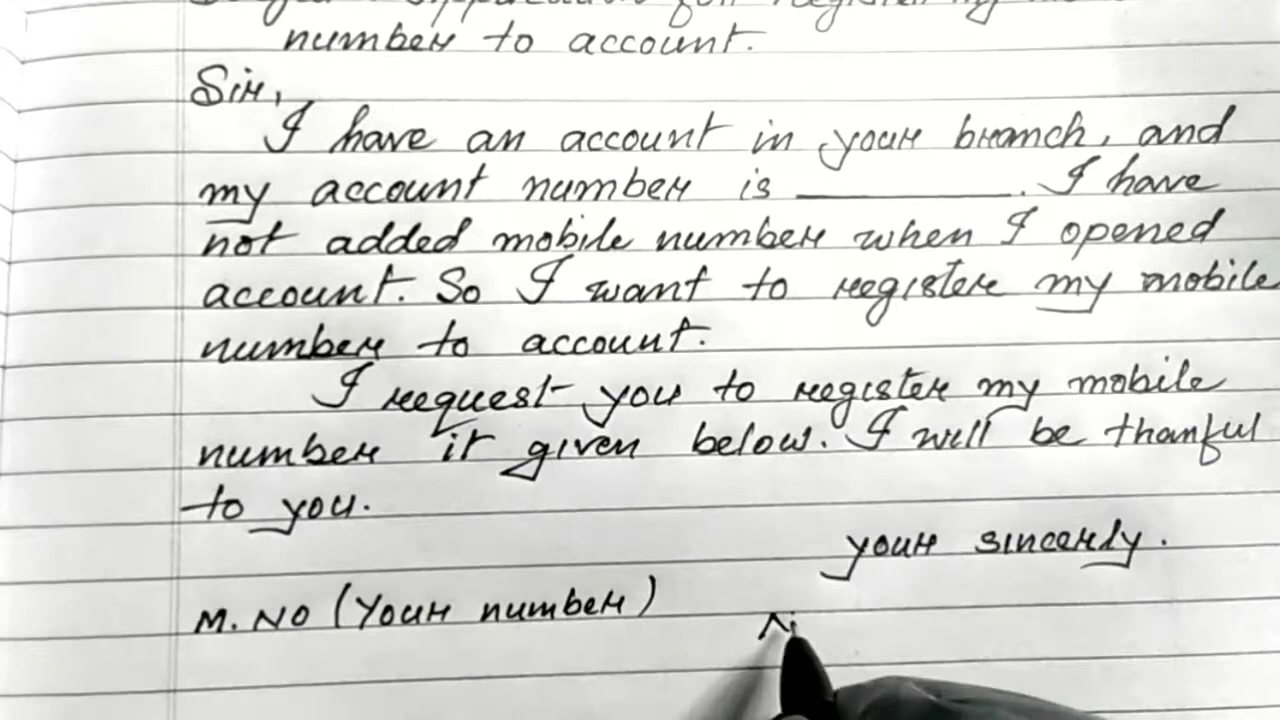 number to account.
Sir,
I have an account in your branch, and
my account number is ________. I have
not added mobile number when I opened
account. So I want to register my mobile
number to account.
I request you to register my mobile
number it given below. I will be thanful
to you.
your sincerly.
M. NO (Your number)